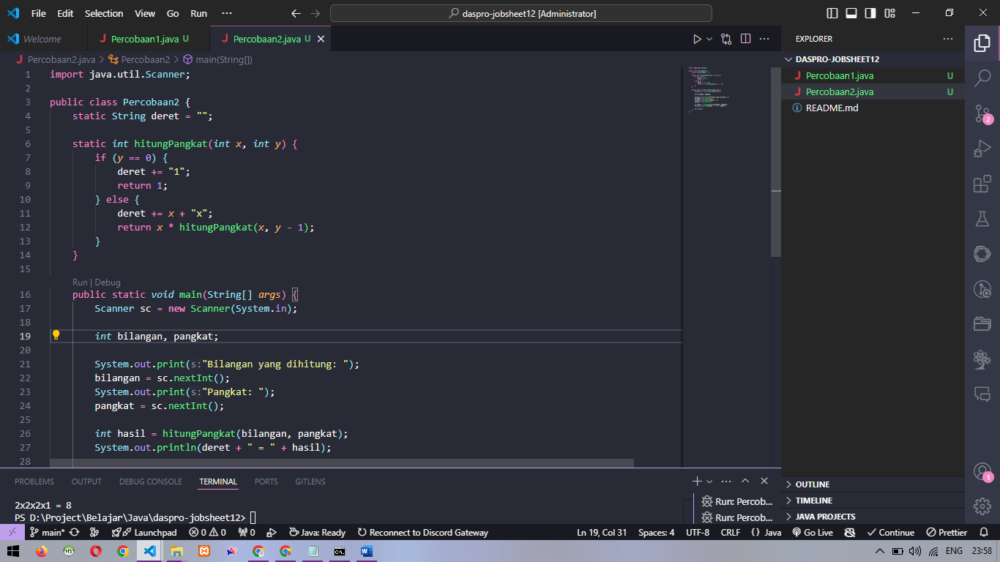 File Edit Selection View Go Run ··· daspro-jobsheet12 [Administrator]
Welcome Percobaan1.java U Percobaan2.java U
Percobaan2.java > Percobaan2 > main(String[])
1 import java.util.Scanner;
2
3 public class Percobaan2 {
4 static String deret = "";
5
6 static int hitungPangkat(int x, int y) {
7 if (y == 0) {
8 deret += "1";
9 return 1;
10 } else {
11 deret += x + "x";
12 return x * hitungPangkat(x, y - 1);
13 }
14 }
15
Run | Debug
16 public static void main(String[] args) {
17 Scanner sc = new Scanner(System.in);
18
19 int bilangan, pangkat;
20
21 System.out.print(s:"Bilangan yang dihitung: ");
22 bilangan = sc.nextInt();
23 System.out.print(s:"Pangkat: ");
24 pangkat = sc.nextInt();
25
26 int hasil = hitungPangkat(bilangan, pangkat);
27 System.out.println(deret + " = " + hasil);
28
EXPLORER
DASPRO-JOBSHEET12
Percobaan1.java U
Percobaan2.java U
README.md
2
1
OUTLINE
TIMELINE
JAVA PROJECTS
PROBLEMS OUTPUT DEBUG CONSOLE TERMINAL PORTS GITLENS
2x2x2x1 = 8
PS D:\Project\Belajar\Java\daspro-jobsheet12>
Run: Percob...
Run: Percob...
main* Launchpad 0 0 0 Java: Ready Reconnect to Discord Gateway Ln 19, Col 31 Spaces: 4 UTF-8 CRLF {} Java Go Live Continue Prettier
HS ENG 23:58